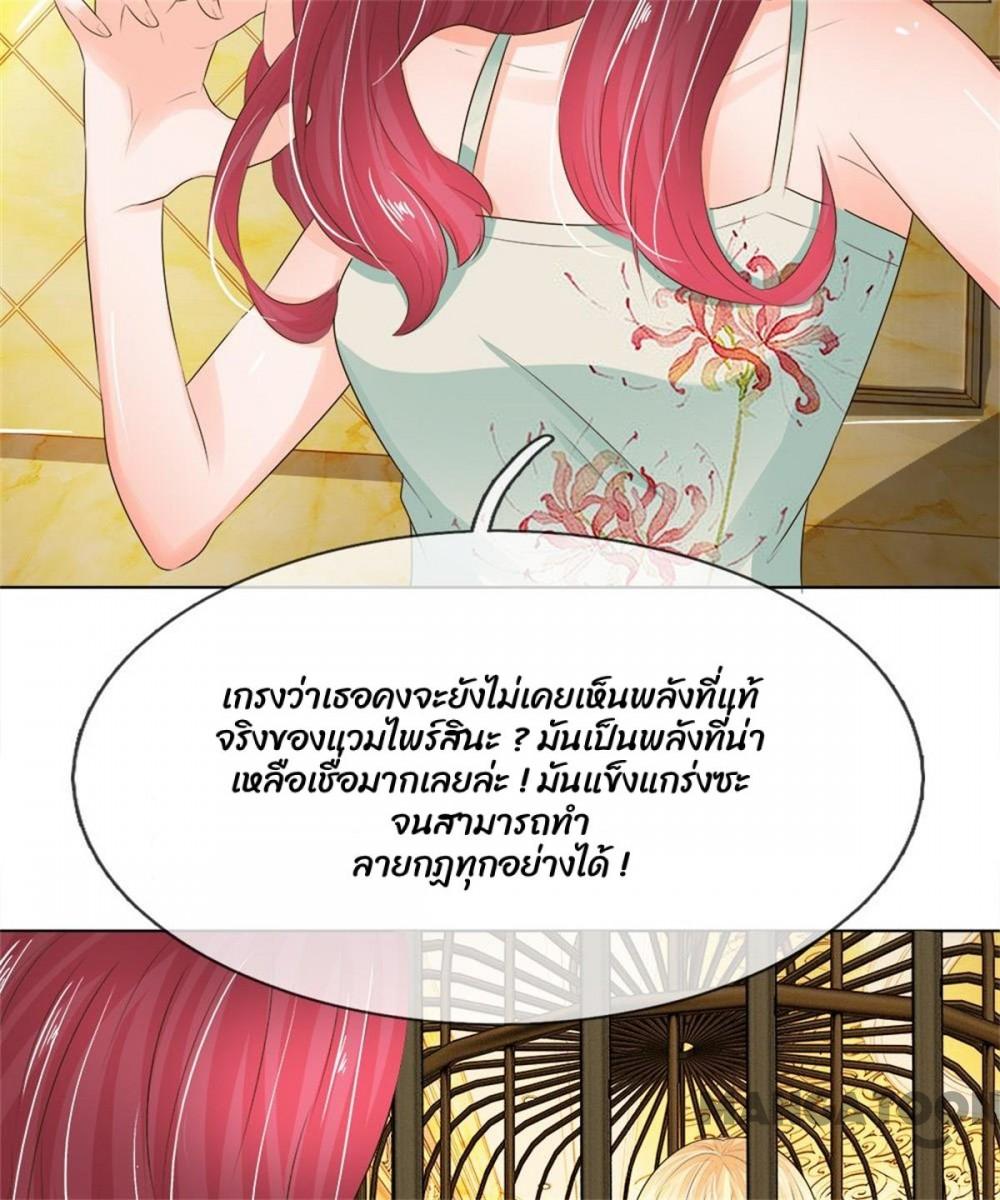 เกรงว่าเธอคงจะยังไม่เคยเห็นพลังที่แท้
จริงของแวมไพร์สินะ ? มันเป็นพลังที่น่า
เหลือเชื่อมากเลยล่ะ ! มันแข็งแกร่งซะ
จนสามารถทำ
ลายกฎทุกอย่างได้ !
MANGATOON